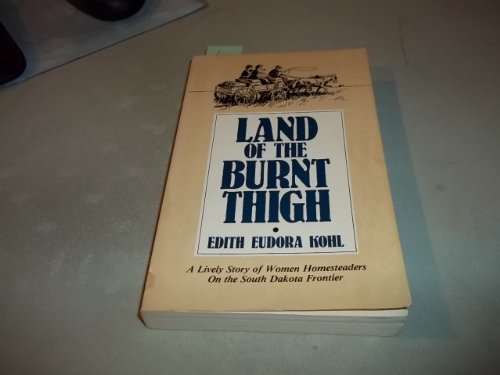 LAND
OF THE
BURNT
THIGH
•
EDITH EUDORA KOHL
A Lively Story of Women Homesteaders
On the South Dakota Frontier